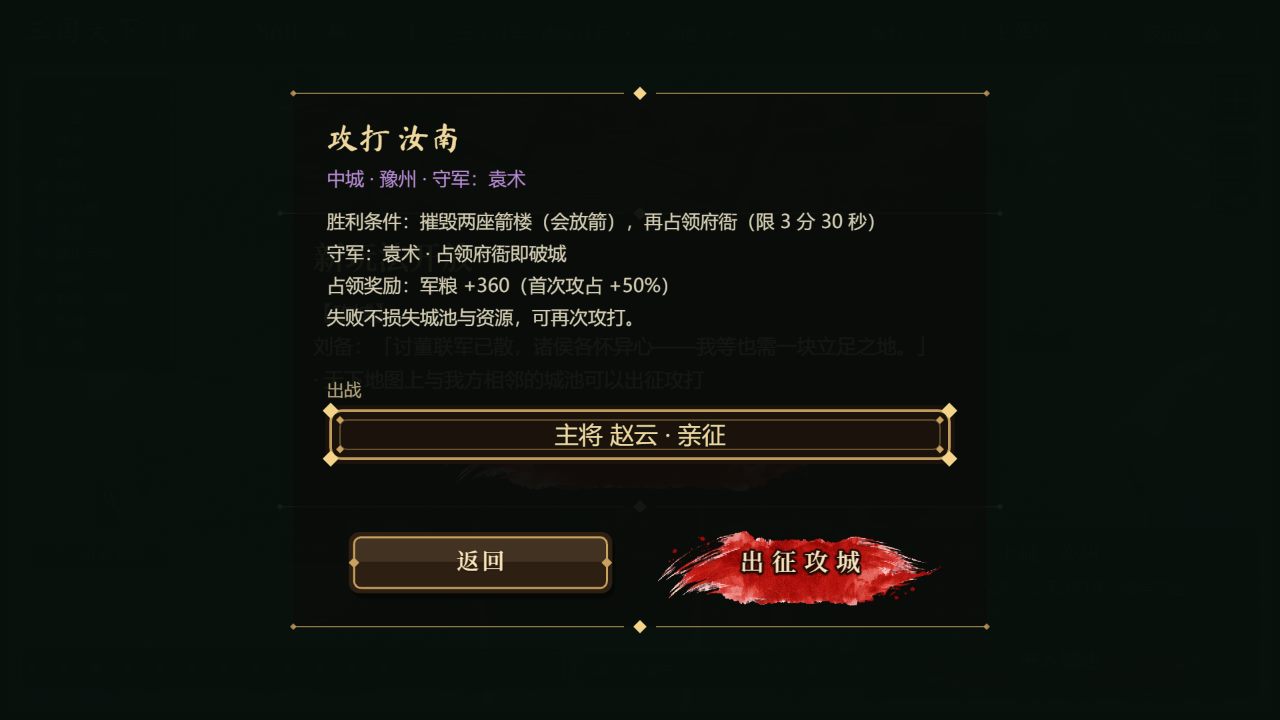 攻打 汝南
中城 · 豫州 · 守军：袁术
胜利条件：摧毁两座箭楼（会放箭），再占领府衙（限 3 分 30 秒）
守军：袁术 · 占领府衙即破城
占领奖励：军粮 +360（首次攻占 +50%）
失败不损失城池与资源，可再次攻打。
刘备：「讨董联军已散，诸侯各怀异心——我等也需一块立足之地。」
· 天下地图上与我方相邻的城池可以出征攻打
出战
主将 赵云 · 亲征
返回
出征攻城